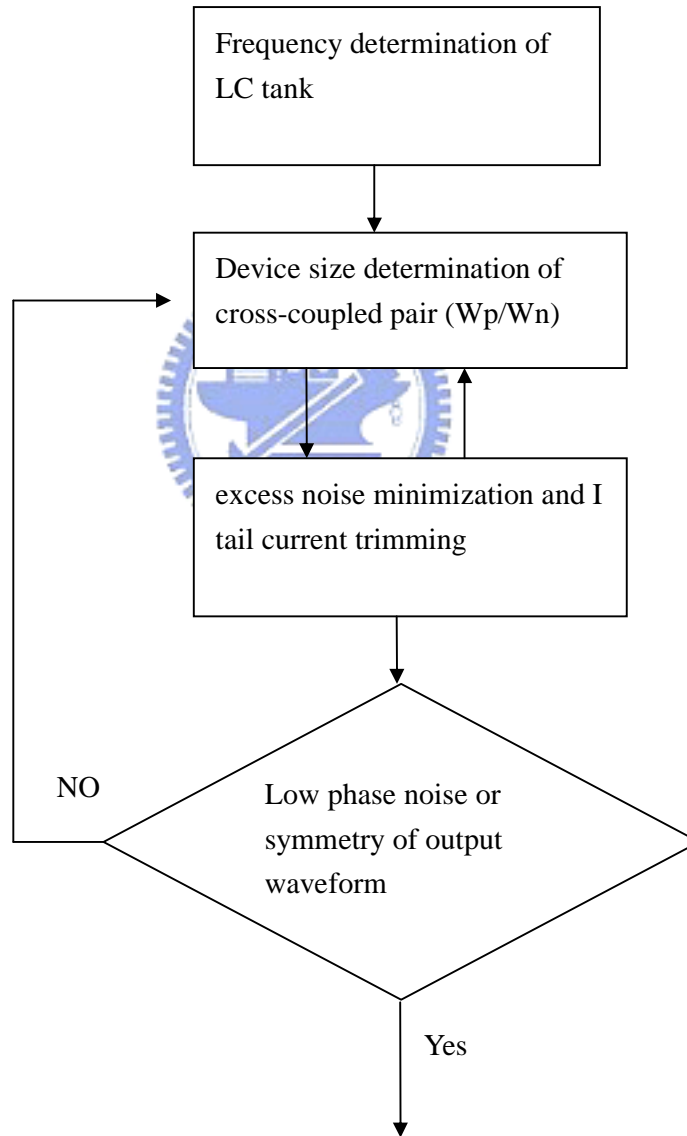 Frequency determination of
LC tank
Device size determination of
cross-coupled pair (Wp/Wn)
excess noise minimization and I
tail current trimming
NO
Low phase noise or
symmetry of output
waveform
Yes